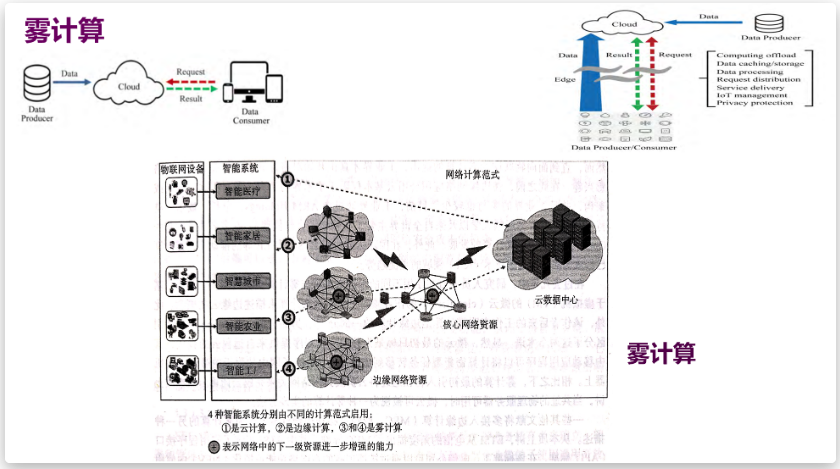 雾计算
Data
Cloud
Request
Result
Data
Producer
Data
Consumer
Cloud
Data
Data Producer
Data
Result
Request
Edge
Computing offload
Data caching/storage
Data processing
Request distribution
Service delivery
IoT management
Privacy protection
Data Producer/Consumer
物联网设备
智能系统
网络计算范式
智能医疗
智能家居
智慧城市
智能农业
智能工厂
①
②
③
④
云数据中心
核心网络资源
边缘网络资源
4 种智能系统分别由不同的计算范式启用;
①是云计算，②是边缘计算，③和④是雾计算
⊕表示网络中的下一级资源进一步增强的能力
雾计算